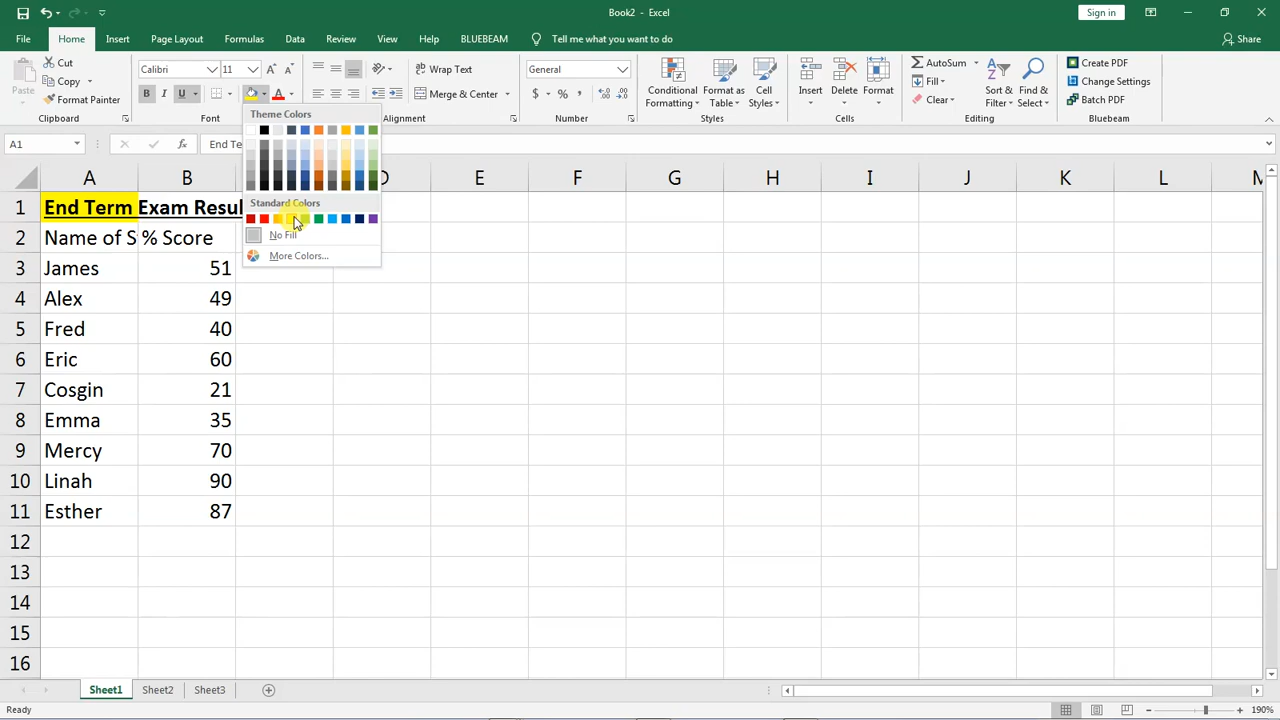 Book2 - Excel
Sign in
File Home Insert Page Layout Formulas Data Review View Help BLUEBEAM Tell me what you want to do Share
Paste
Cut
Copy
Format Painter
Clipboard
Calibri 11
B I U
Font
Wrap Text
Merge & Center
Alignment
General
$ % ,
Number
Conditional Formatting
Format as Table
Cell Styles
Styles
Insert
Delete
Format
Cells
AutoSum
Fill
Clear
Sort & Filter
Find & Select
Editing
Create PDF
Change Settings
Batch PDF
Bluebeam
A1
fx
End Te
Theme Colors
Standard Colors
No Fill
More Colors...
A B D E F G H I J K L M
1 End Term Exam Resul
2 Name of S % Score
3 James 51
4 Alex 49
5 Fred 40
6 Eric 60
7 Cosgin 21
8 Emma 35
9 Mercy 70
10 Linah 90
11 Esther 87
12
13
14
15
16
Sheet1 Sheet2 Sheet3
Ready
190%